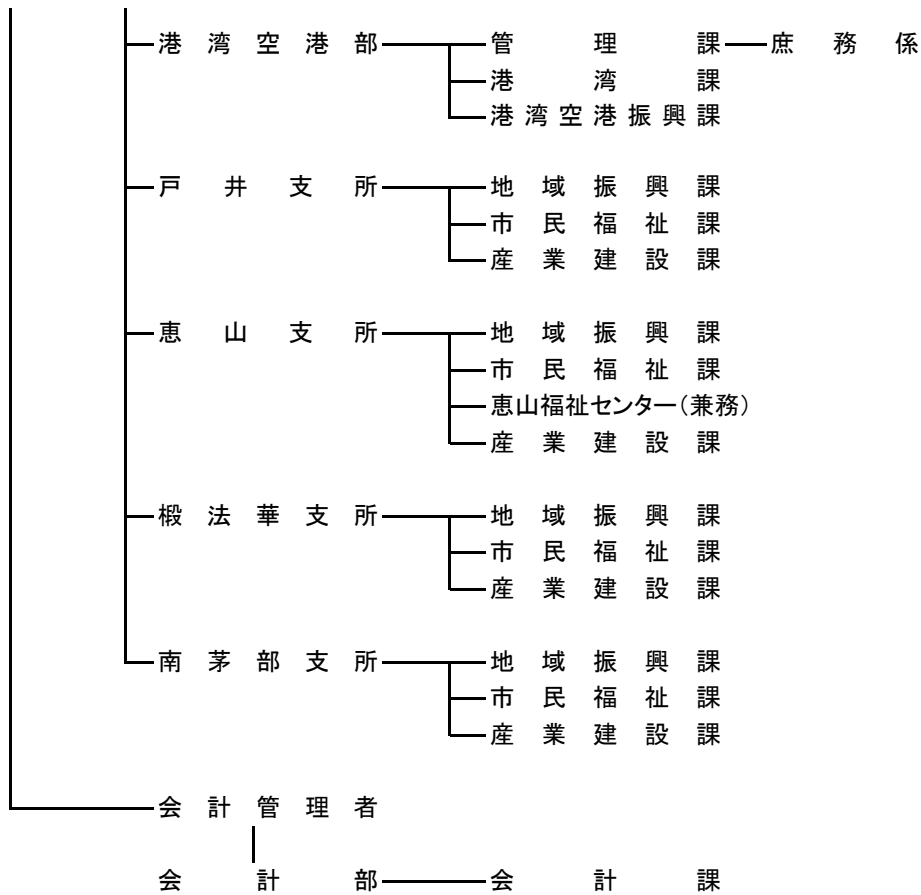 港湾空港部 管理課 庶務係
港湾課
港湾空港振興課
戸井支所 地域振興課
市民福祉課
産業建設課
恵山支所 地域振興課
市民福祉課
恵山福祉センター(兼務)
産業建設課
椴法華支所 地域振興課
市民福祉課
産業建設課
南茅部支所 地域振興課
市民福祉課
産業建設課
会計管理者
会計部 会計課